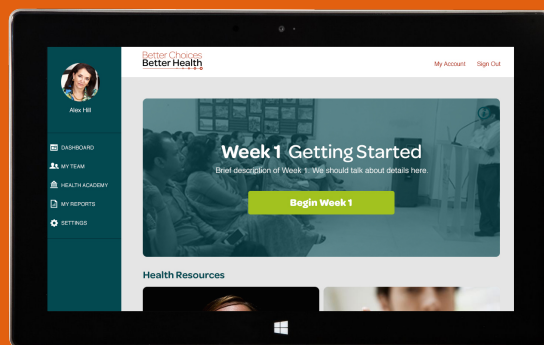 Better Choices
Better Health
My Account Sign Out
Alex Hill
DASHBOARD
MY TEAM
HEALTH ACADEMY
MY REPORTS
SETTINGS
Week 1 Getting Started
Brief description of Week 1. We should talk about details here.
Begin Week 1
Health Resources